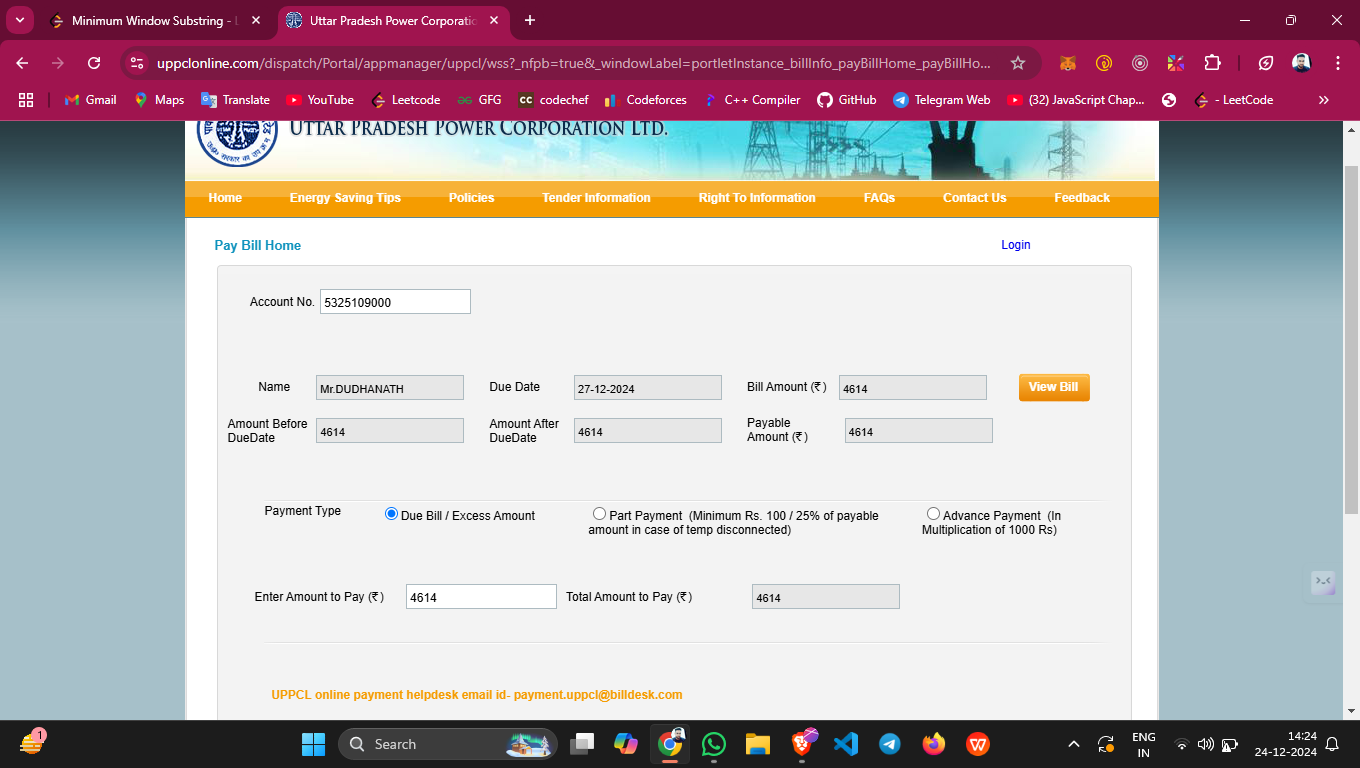 Minimum Window Substring - L
Uttar Pradesh Power Corporatio
uppclonline.com/dispatch/Portal/appmanager/uppcl/wss?_nfpb=true&_windowLabel=portletInstance_billInfo_payBillHome_payBillHo...
Gmail Maps Translate YouTube Leetcode GFG codechef Codeforces C++ Compiler GitHub Telegram Web (32) JavaScript Chap... - LeetCode
UTTAR PRADESH POWER CORPORATION LTD.
Home Energy Saving Tips Policies Tender Information Right To Information FAQs Contact Us Feedback
Pay Bill Home Login
Account No. 5325109000
Name Mr.DUDHANATH Due Date 27-12-2024 Bill Amount (₹) 4614 View Bill
Amount Before DueDate 4614 Amount After DueDate 4614 Payable Amount (₹) 4614
Payment Type Due Bill / Excess Amount Part Payment (Minimum Rs. 100 / 25% of payable amount in case of temp disconnected) Advance Payment (In Multiplication of 1000 Rs)
Enter Amount to Pay (₹) 4614 Total Amount to Pay (₹) 4614
UPPCL online payment helpdesk email id- payment.uppcl@billdesk.com
1
Search
ENG
IN
14:24
24-12-2024